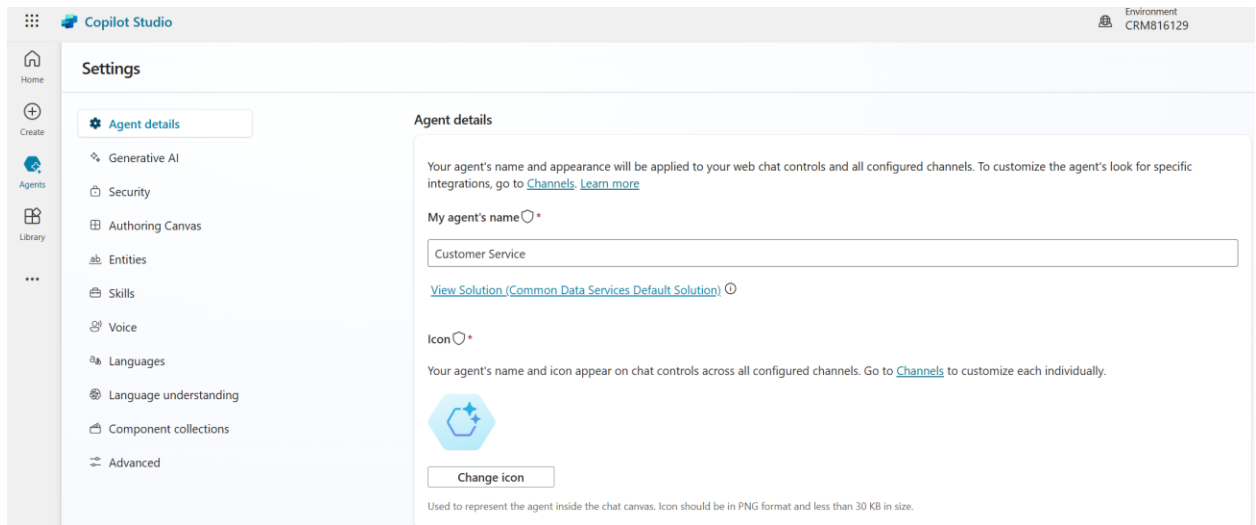 Copilot Studio
Environment
CRM816129
Home
Create
Agents
Library
Settings
Agent details
Generative AI
Security
Authoring Canvas
ab Entities
Skills
Voice
Languages
Language understanding
Component collections
Advanced
Agent details
Your agent's name and appearance will be applied to your web chat controls and all configured channels. To customize the agent's look for specific
integrations, go to Channels. Learn more
My agent's name *
Customer Service
View Solution (Common Data Services Default Solution)
Icon *
Your agent's name and icon appear on chat controls across all configured channels. Go to Channels to customize each individually.
Change icon
Used to represent the agent inside the chat canvas. Icon should be in PNG format and less than 30 KB in size.